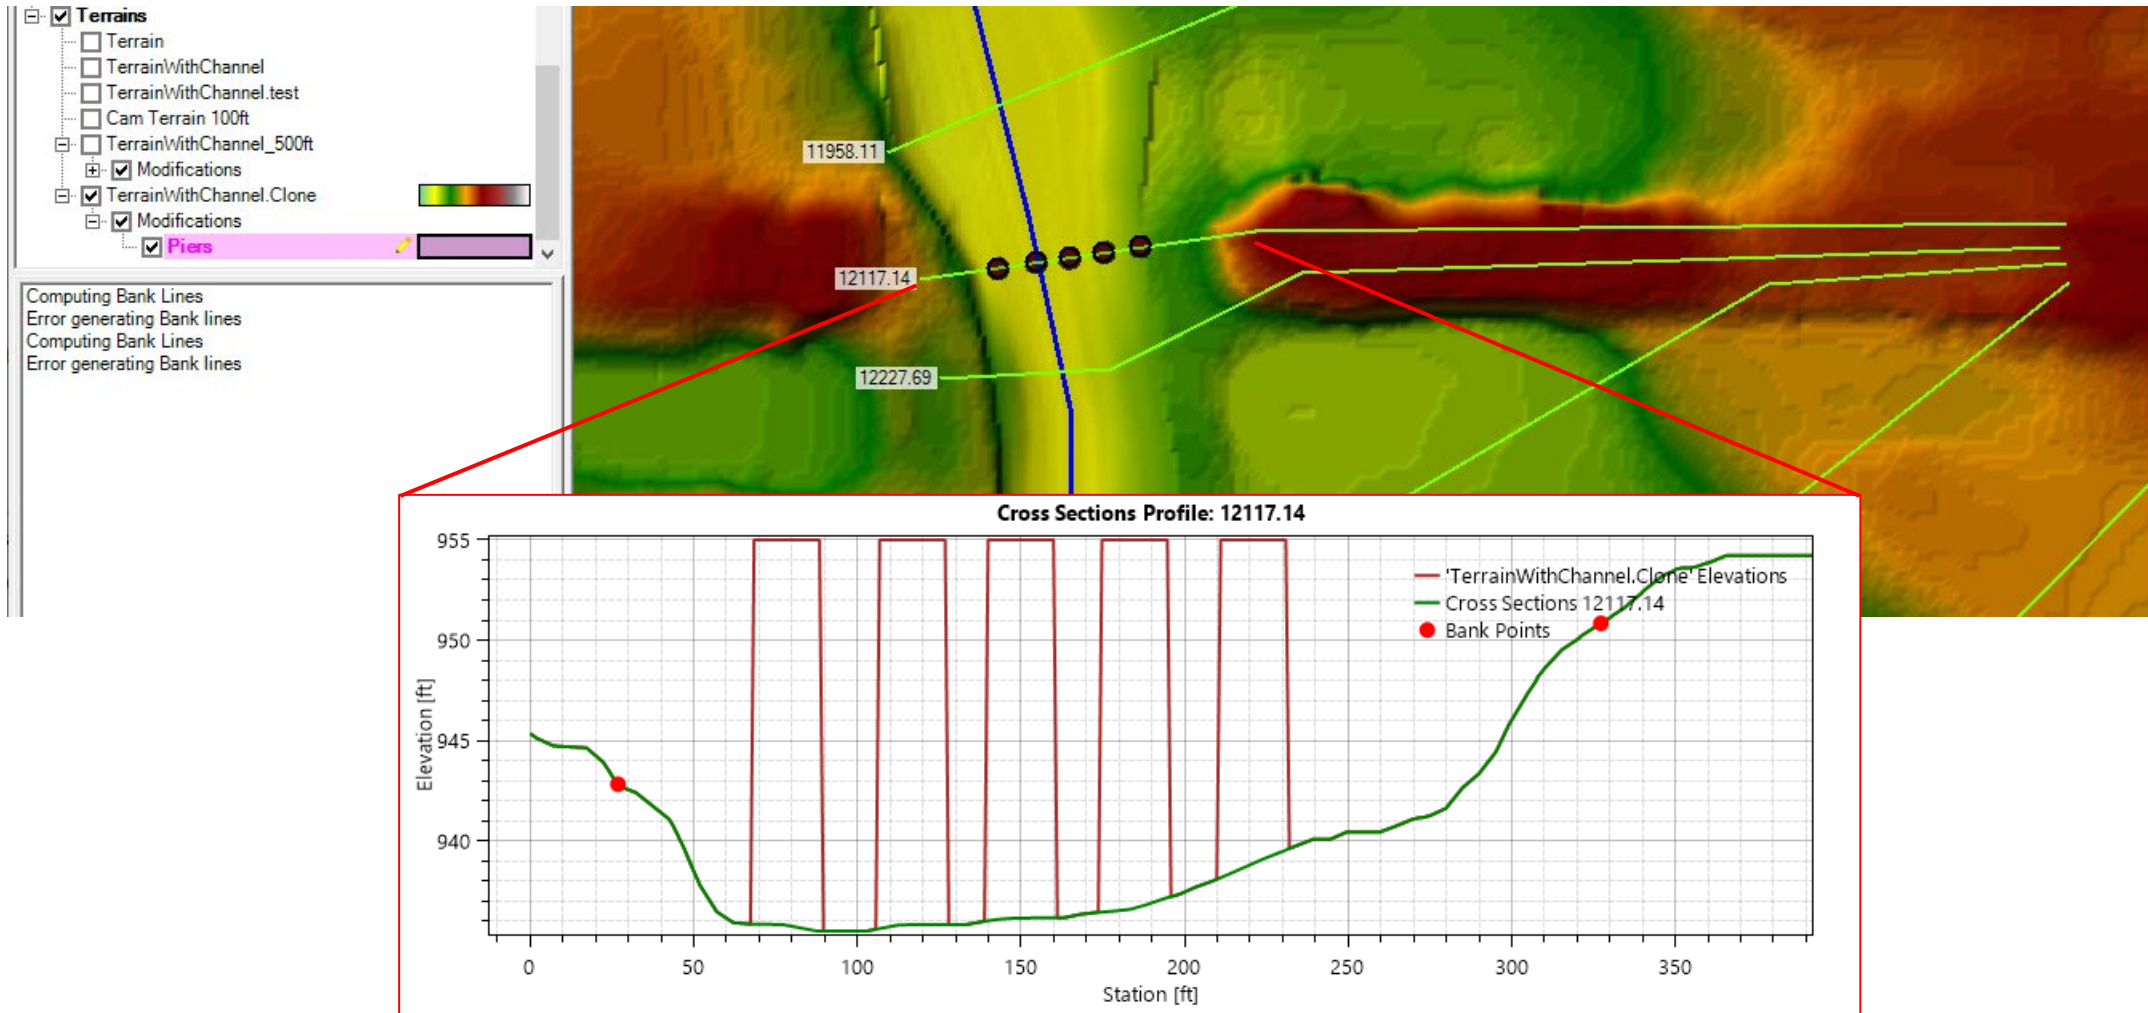 Terrains
Terrain
TerrainWithChannel
TerrainWithChannel.test
Cam Terrain 100ft
TerrainWithChannel_500ft
Modifications
TerrainWithChannel.Clone
Modifications
Piers
Computing Bank Lines
Error generating Bank lines
Computing Bank Lines
Error generating Bank lines
11958.11
12117.14
12227.69
Cross Sections Profile: 12117.14
955
950
945
940
Elevation [ft]
'TerrainWithChannel.Clone' Elevations
Cross Sections 12117.14
Bank Points
0 50 100 150 200 250 300 350
Station [ft]